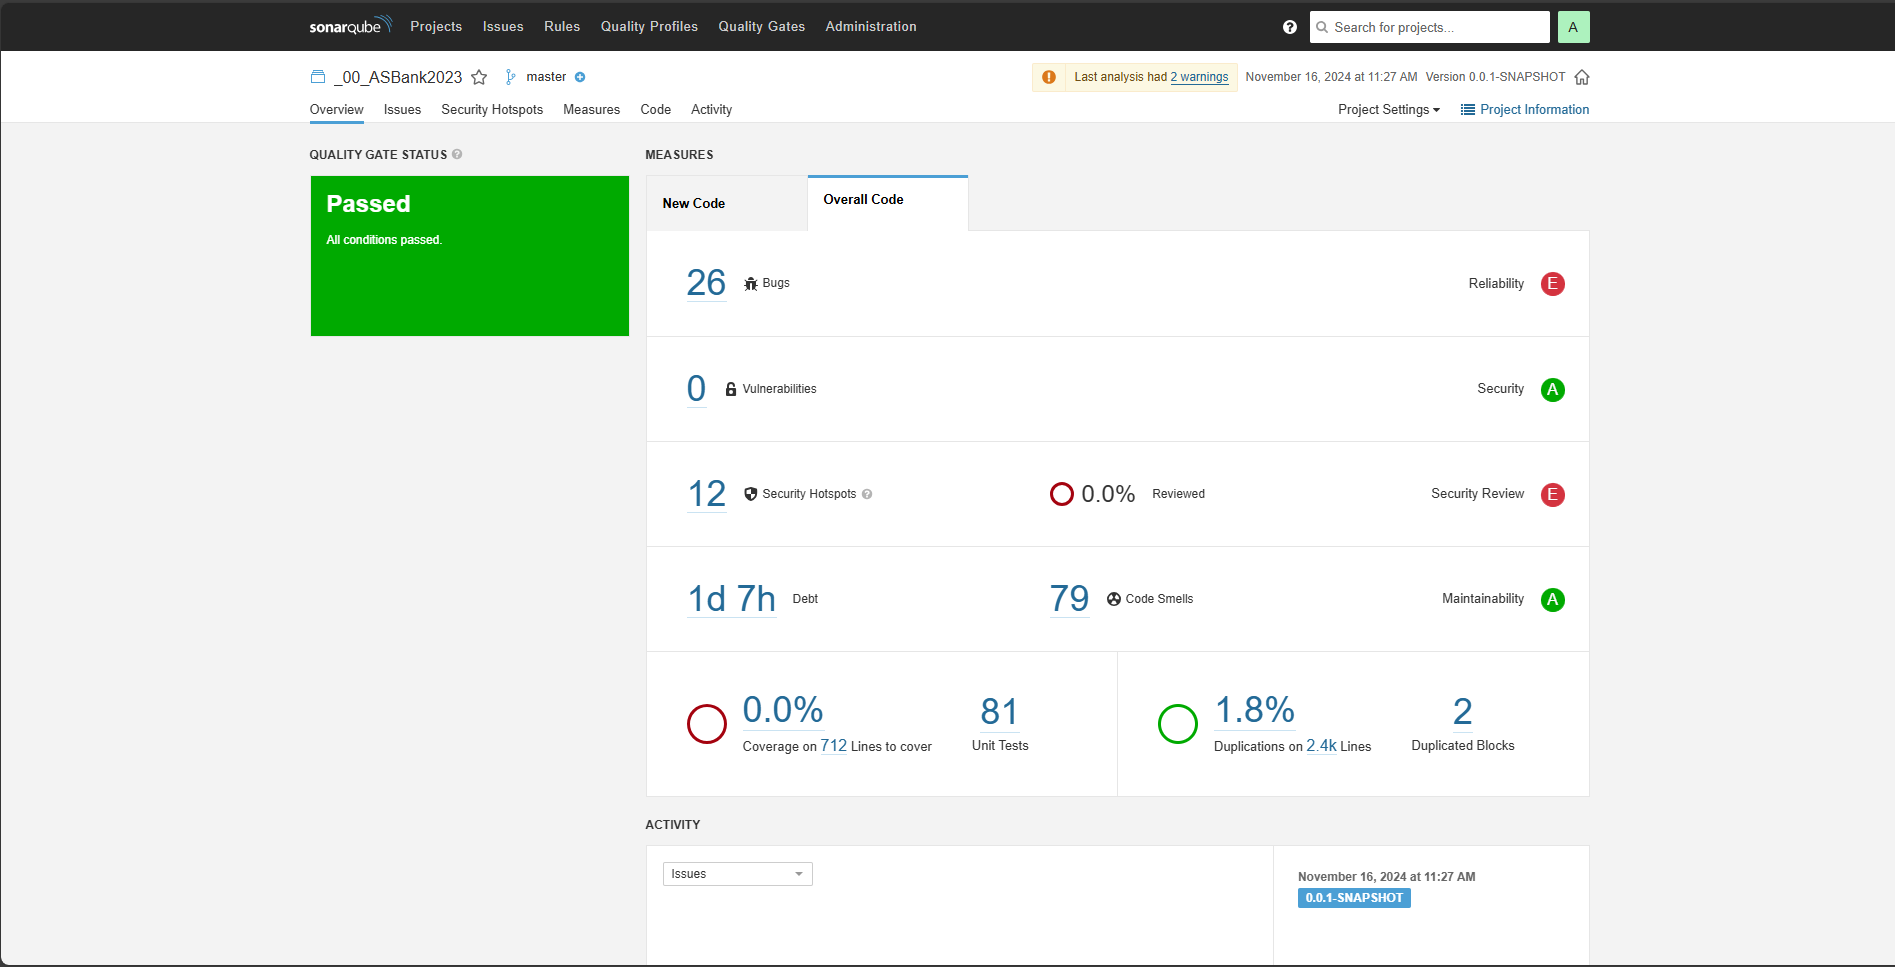 sonarqube Projects Issues Rules Quality Profiles Quality Gates Administration Search for projects... A
_00_ASBank2023 master Last analysis had 2 warnings November 16, 2024 at 11:27 AM Version 0.0.1-SNAPSHOT
Overview Issues Security Hotspots Measures Code Activity Project Settings Project Information
QUALITY GATE STATUS
Passed
All conditions passed.
MEASURES
New Code Overall Code
26 Bugs Reliability E
0 Vulnerabilities Security A
12 Security Hotspots 0.0% Reviewed Security Review E
1d 7h Debt 79 Code Smells Maintainability A
0.0% 81 1.8% 2
Coverage on 712 Lines to cover Unit Tests Duplications on 2.4k Lines Duplicated Blocks
ACTIVITY
Issues
November 16, 2024 at 11:27 AM
0.0.1-SNAPSHOT